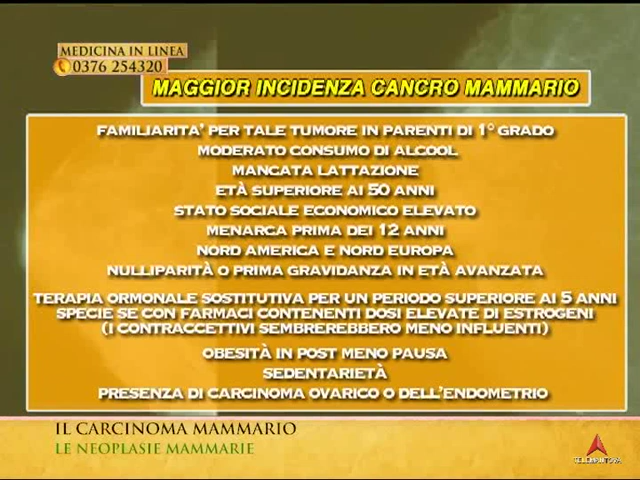 MEDICINA IN LINEA
0376 254320
MAGGIOR INCIDENZA CANCRO MAMMARIO
FAMILIARITA' PER TALE TUMORE IN PARENTI DI 1° GRADO
MODERATO CONSUMO DI ALCOOL
MANCATA LATTAZIONE
ETÀ SUPERIORE AI 50 ANNI
STATO SOCIALE ECONOMICO ELEVATO
MENARCA PRIMA DEI 12 ANNI
NORD AMERICA E NORD EUROPA
NULLIPARITÀ O PRIMA GRAVIDANZA IN ETÀ AVANZATA
TERAPIA ORMONALE SOSTITUTIVA PER UN PERIODO SUPERIORE AI 5 ANNI
SPECIE SE CON FARMACI CONTENENTI DOSI ELEVATE DI ESTROGENI
(I CONTRACCETTIVI SEMBREREBBERO MENO INFLUENTI)
OBESITÀ IN POST MENO PAUSA
SEDENTARIETÀ
PRESENZA DI CARCINOMA OVARICO O DELL'ENDOMETRIO
IL CARCINOMA MAMMARIO
LE NEOPLASIE MAMMARIE
TELEMANTOVA